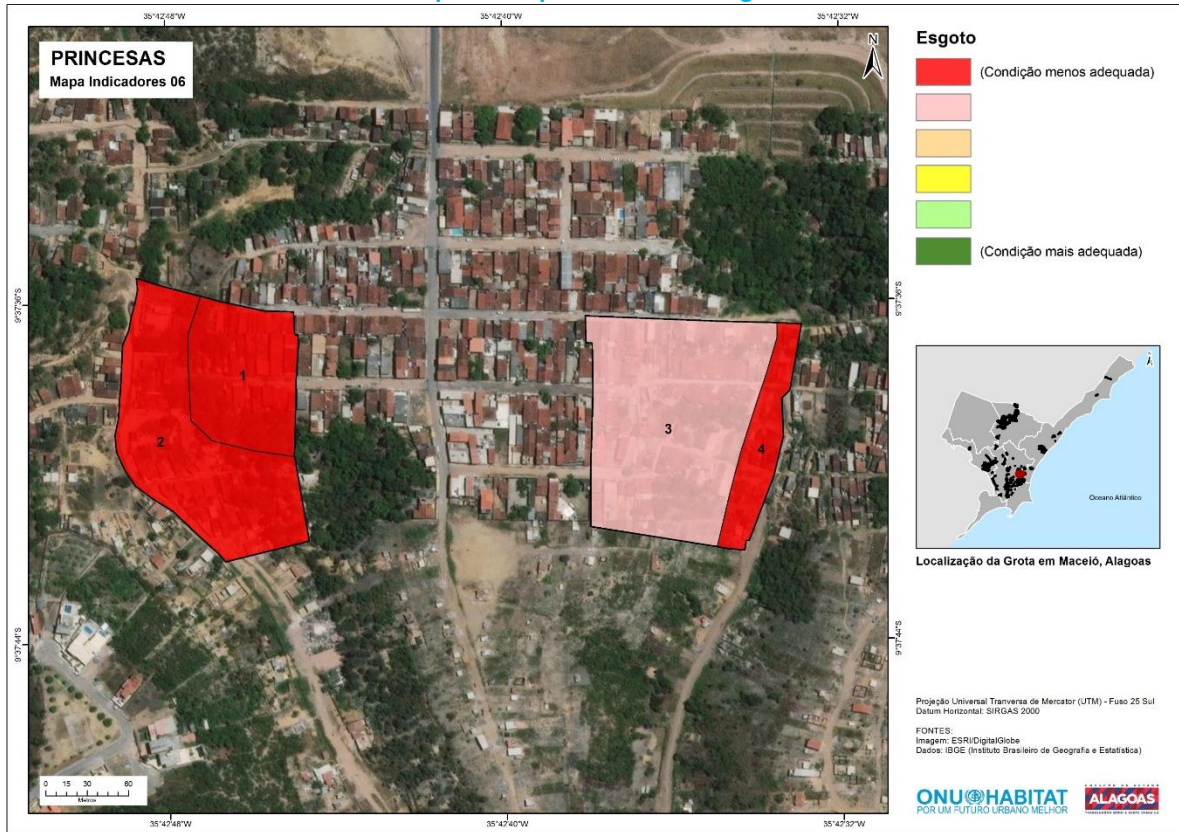 35°42'48"W
35°42'40"W
35°42'32"W
PRINCESAS
Mapa Indicadores 06
N
9°37'36"S
9°37'36"S
1
2
3
4
9°37'44"S
9°37'44"S
0 15 30 60
Metros
35°42'48"W
35°42'40"W
35°42'32"W
Esgoto
(Condição menos adequada)
(Condição mais adequada)
Oceano Atlântico
Localização da Grota em Maceió, Alagoas
Projeção Universal Tranversa de Mercator (UTM) - Fuso 25 Sul
Datum Horizontal: SIRGAS 2000
FONTES:
Imagem: ESRI/DigitalGlobe
Dados: IBGE (Instituto Brasileiro de Geografia e Estatística)
ONU HABITAT
POR UM FUTURO URBANO MELHOR
ALAGOAS